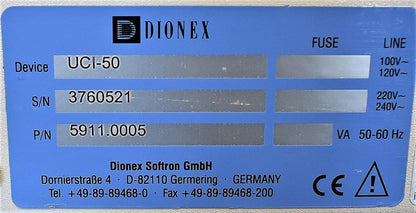 DIONEX
FUSE LINE
Device UCI-50 100V~
120V~
S/N 3760521 220V~
240V~
P/N 5911.0005 VA 50-60 Hz
Dionex Softron GmbH
Dornierstraße 4 · D-82110 Germering · GERMANY
Tel. +49-89-89468-0 · Fax +49-89-89468-200
CE